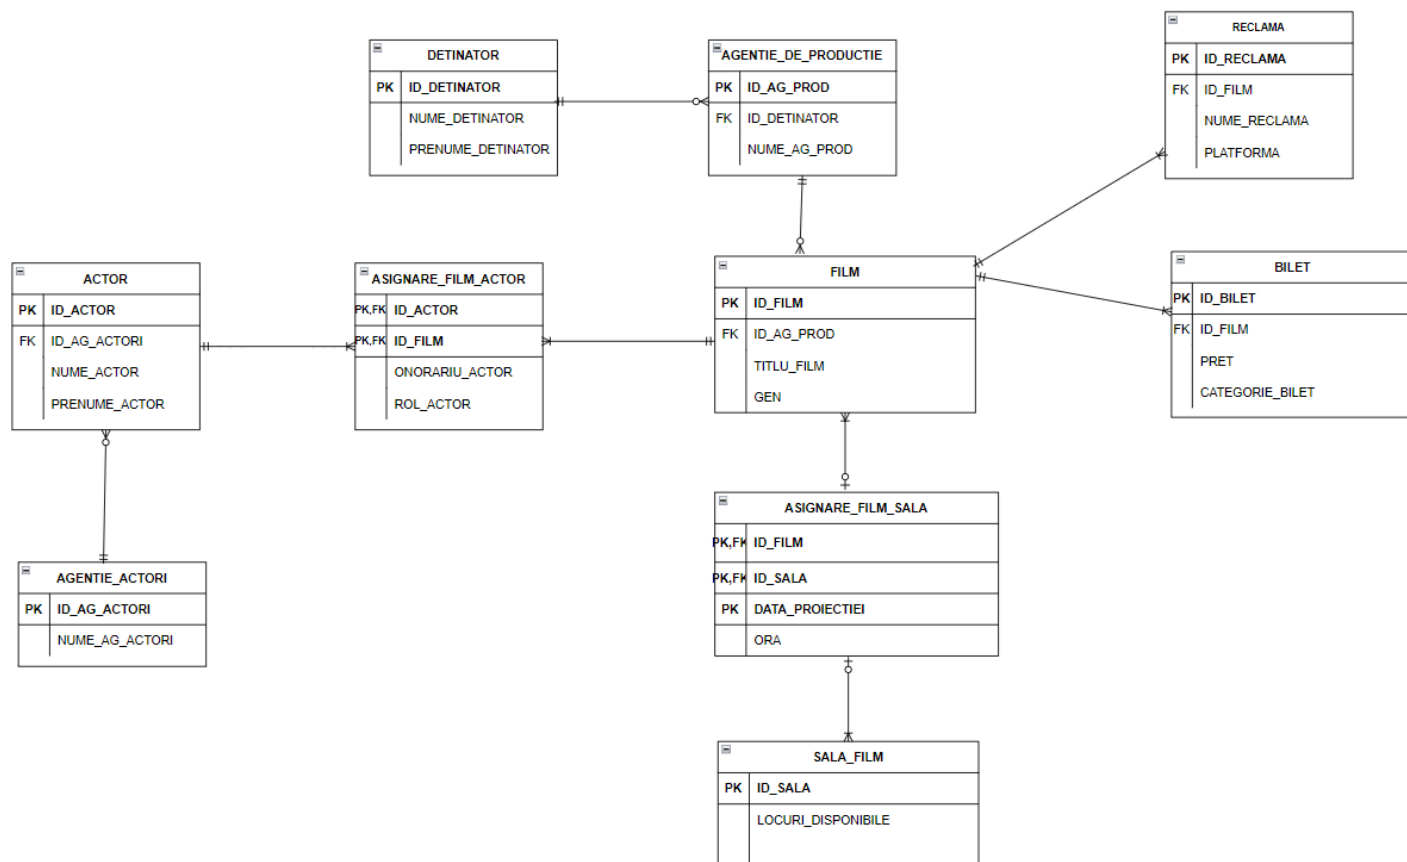 DETINATOR
PK ID_DETINATOR
NUME_DETINATOR
PRENUME_DETINATOR
AGENTIE_DE_PRODUCTIE
PK ID_AG_PROD
FK ID_DETINATOR
NUME_AG_PROD
RECLAMA
PK ID_RECLAMA
FK ID_FILM
NUME_RECLAMA
PLATFORMA
ACTOR
PK ID_ACTOR
FK ID_AG_ACTORI
NUME_ACTOR
PRENUME_ACTOR
ASIGNARE_FILM_ACTOR
PK,FK ID_ACTOR
PK,FK ID_FILM
ONORARIU_ACTOR
ROL_ACTOR
FILM
PK ID_FILM
FK ID_AG_PROD
TITLU_FILM
GEN
BILET
PK ID_BILET
FK ID_FILM
PRET
CATEGORIE_BILET
AGENTIE_ACTORI
PK ID_AG_ACTORI
NUME_AG_ACTORI
ASIGNARE_FILM_SALA
PK,FK ID_FILM
PK,FK ID_SALA
PK DATA_PROIECTIEI
ORA
SALA_FILM
PK ID_SALA
LOCURI_DISPONIBILE